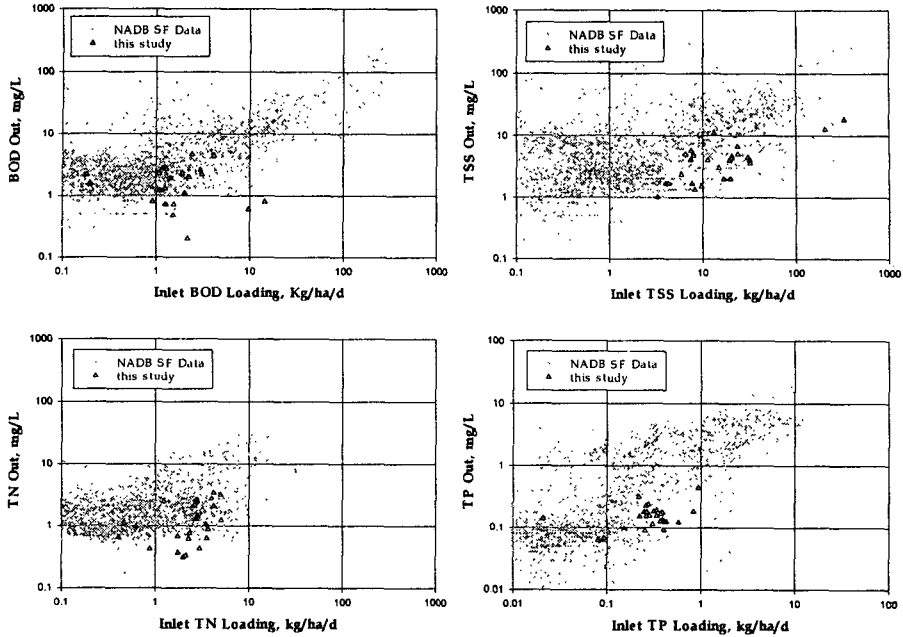 1000
NADB SF Data
this study
100
10
1
0.1
BOD Out, mg/L
0.1 1 10 100 1000
Inlet BOD Loading, Kg/ha/d
1000
NADB SF Data
this study
100
10
1
0.1
TSS Out, mg/L
0.1 1 10 100 1000
Inlet TSS Loading, kg/ha/d
1000
NADB SF Data
this study
100
10
1
0.1
TN Out, mg/L
0.1 1 10 100 1000
Inlet TN Loading, kg/ha/d
100
NADB SF Data
this study
10
1
0.1
0.01
TP Out, mg/L
0.01 0.1 1 10 100
Inlet TP Loading, kg/ha/d